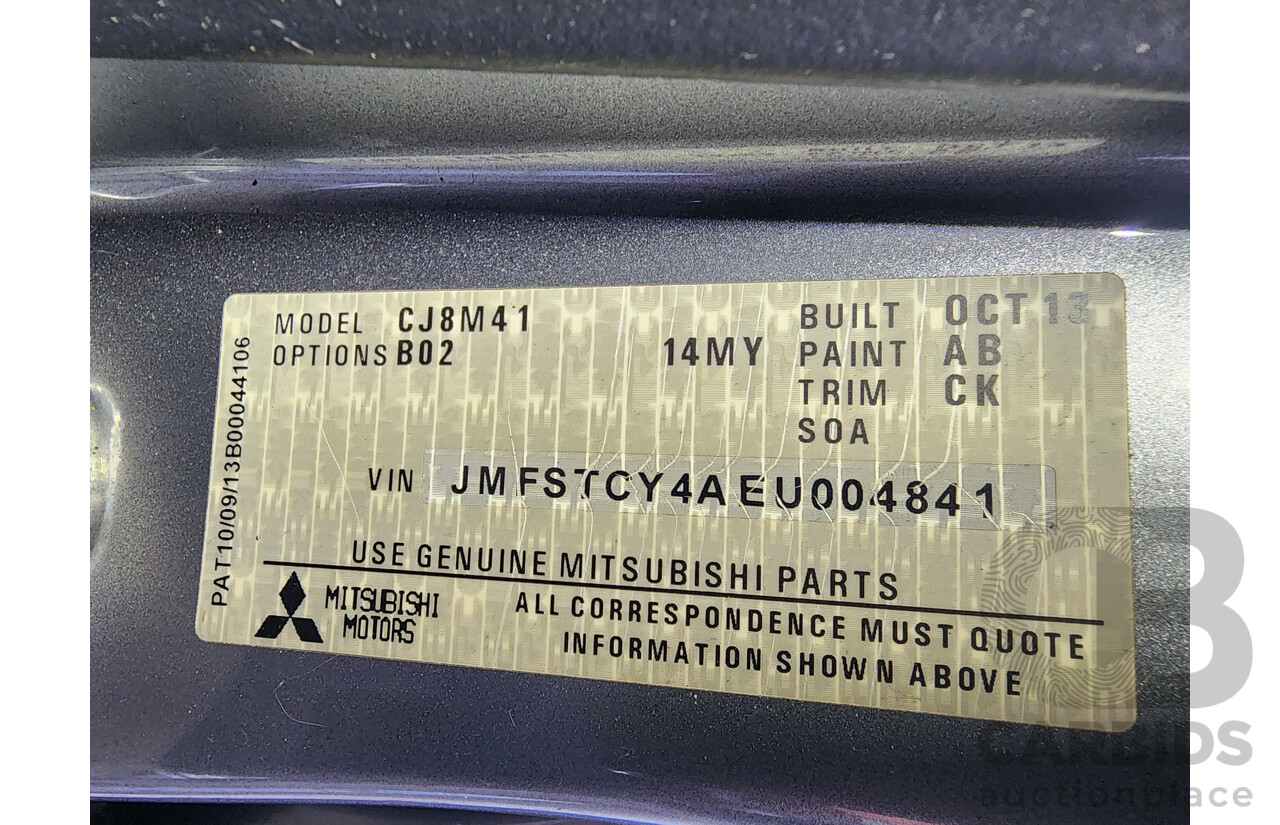 MODEL CJ8M41 BUILT OCT 13
OPTIONS B02 14MY PAINT AB
TRIM CK
SOA
VIN JMFSTCY4AEU004841
USE GENUINE MITSUBISHI PARTS
MITSUBISHI MOTORS
ALL CORRESPONDENCE MUST QUOTE
INFORMATION SHOWN ABOVE
PAT10/09/13B00044106
CARBIDS
auctionplace